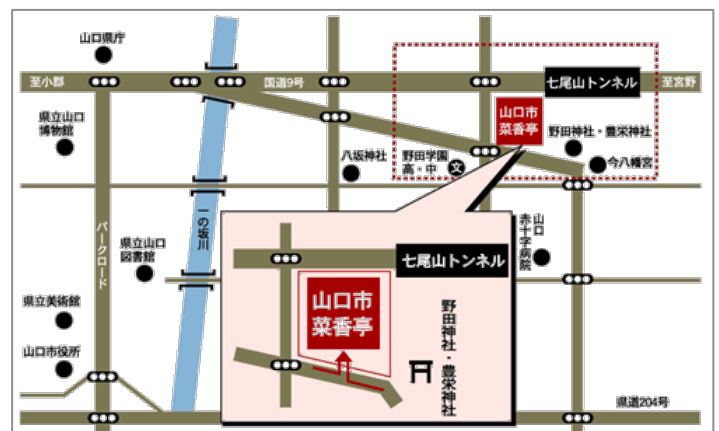 山口県庁
至小郡
国道9号
七尾山トンネル
至宮野
県立山口
博物館
山口市
菜香亭
野田神社・豊栄神社
八坂神社
野田学園
高・中
文
今八幡宮
一の坂川
パークロード
県立山口
図書館
山口
赤十字病院
七尾山トンネル
山口市
菜香亭
野田神社・豊栄神社
県立美術館
山口市役所
県道204号